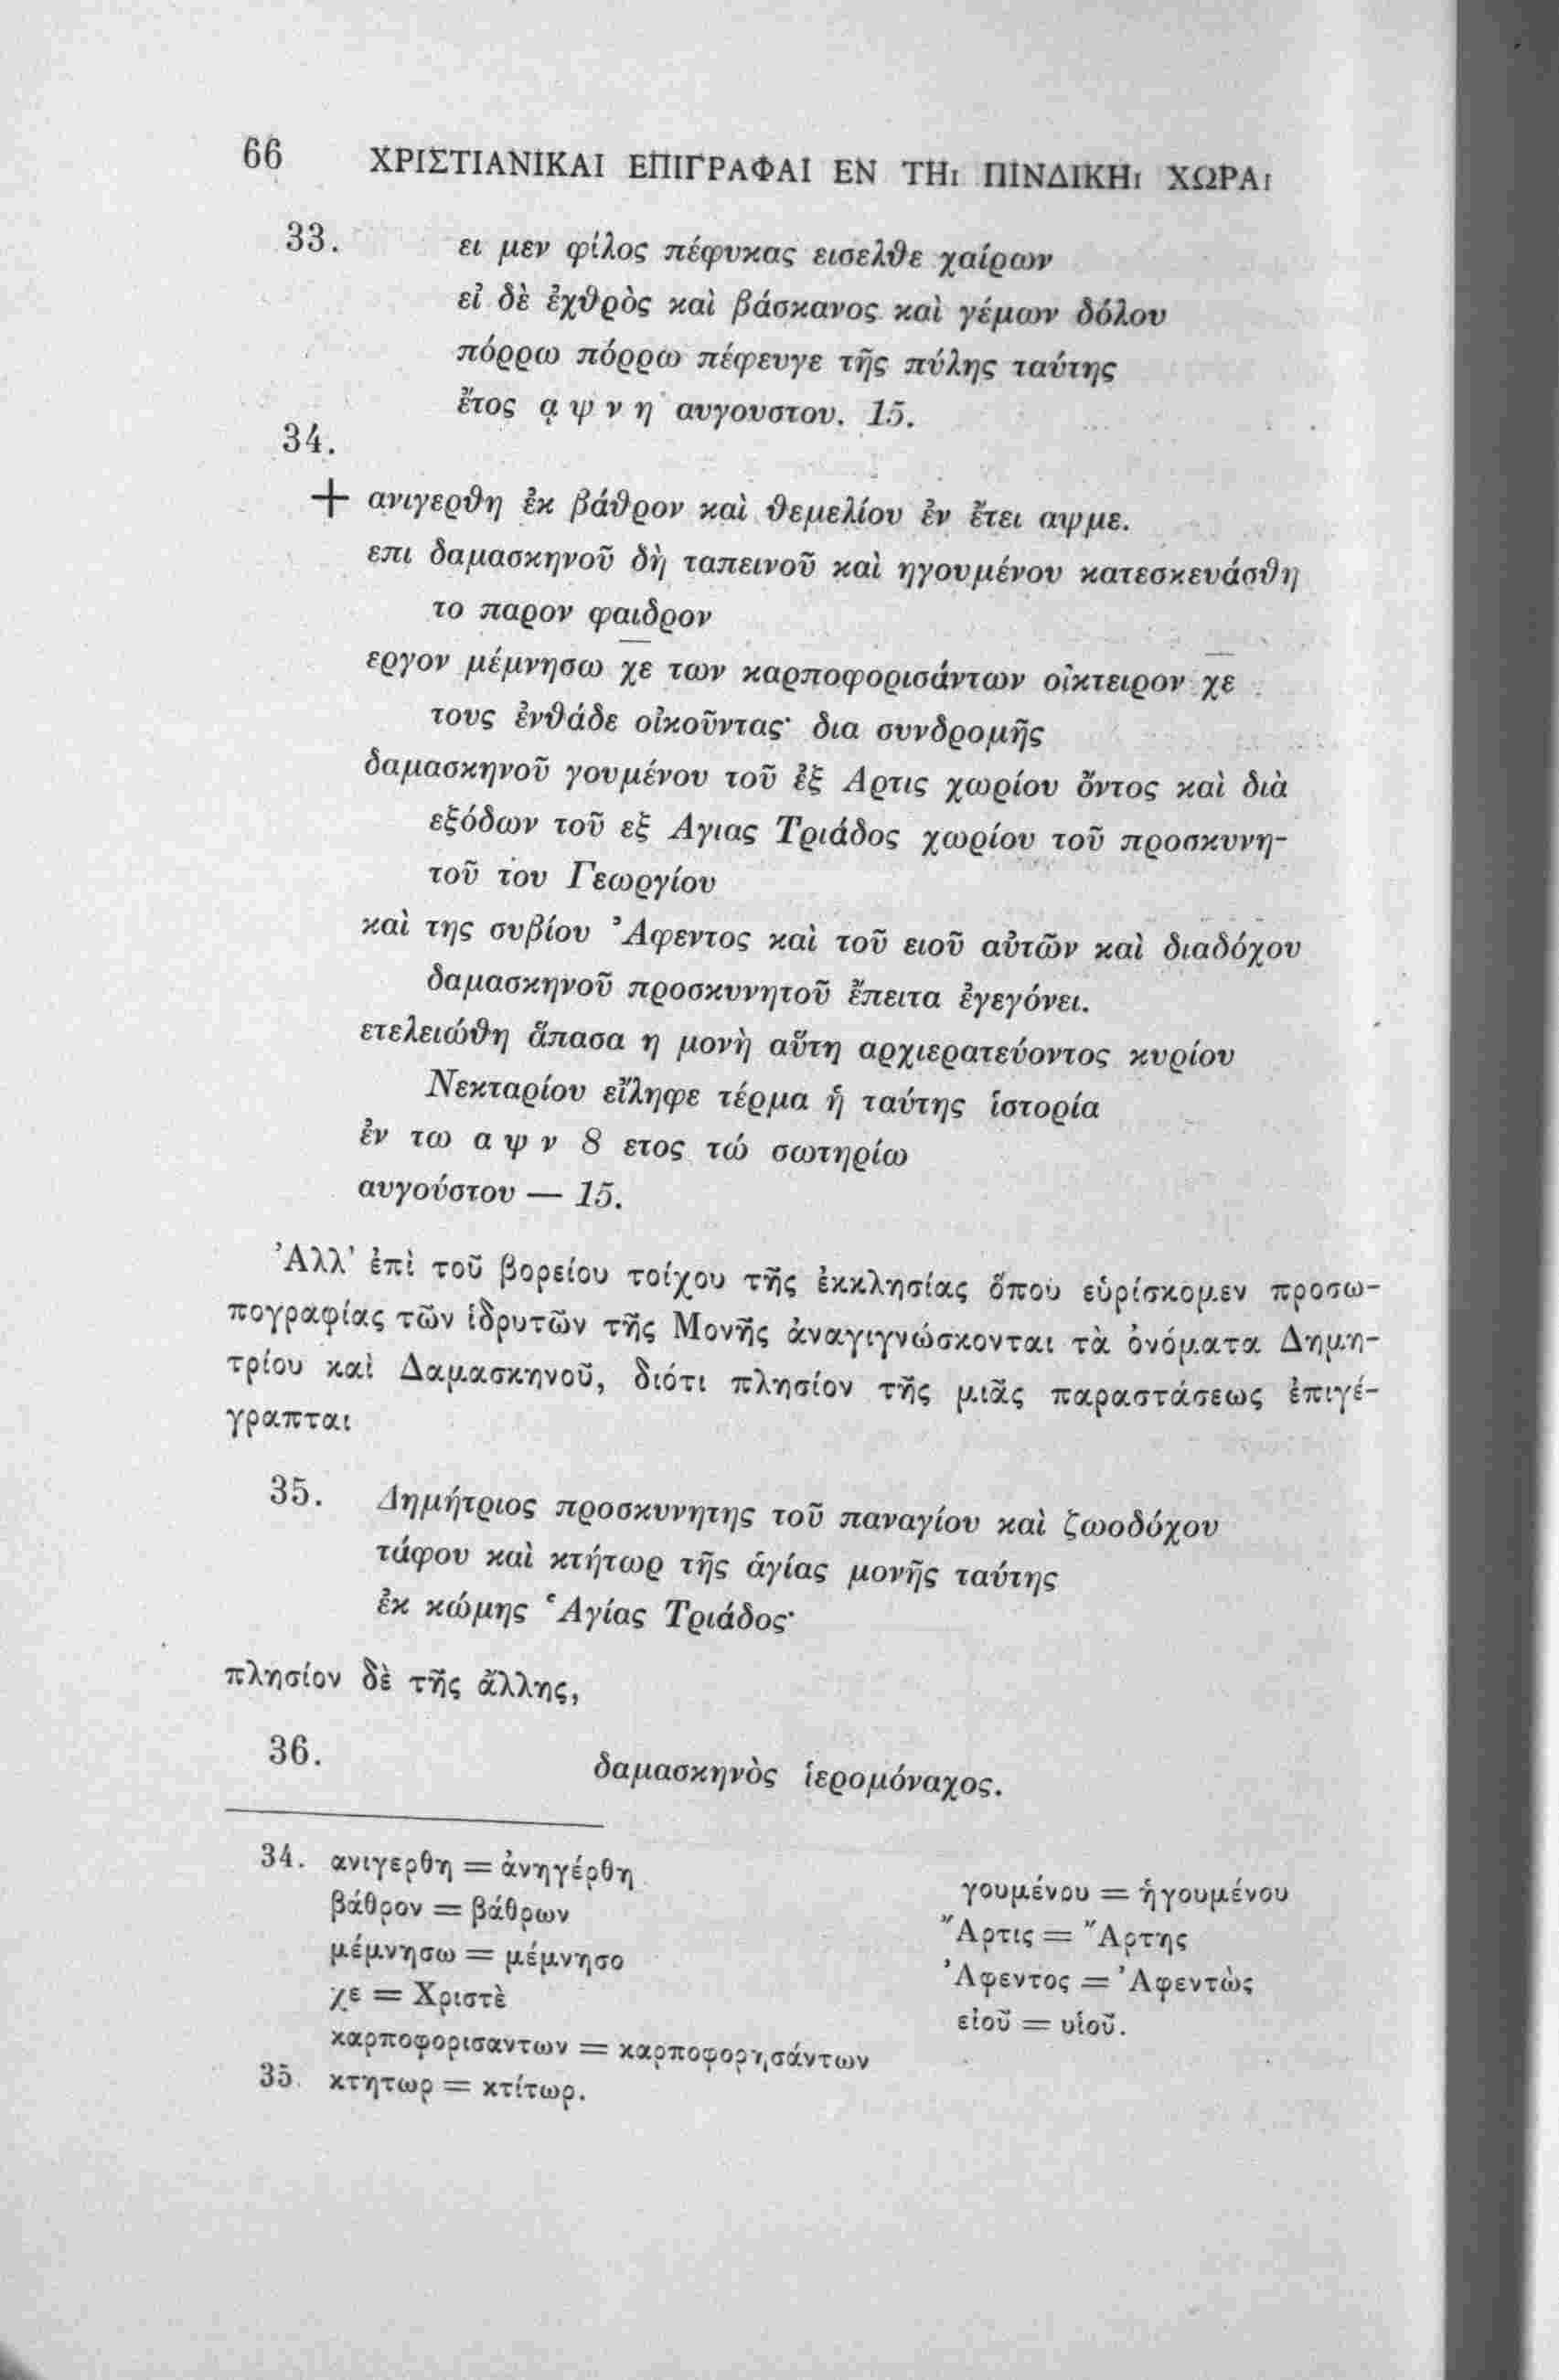 66 ΧΡΙΣΤΙΑΝΙΚΑΙ ΕΠΙΓΡΑΦΑΙ ΕΝ ΤΗι ΠΙΝΔΙΚΗι ΧΩΡΑι
33. ει μεν φίλος πέφυκας εισελθε χαίρων
εἰ δὲ ἐχθρὸς καὶ βάσκανος καὶ γέμων δόλου
πόρρω πόρρω πέφευγε τῆς πύλης ταύτης
ἔτος α ψ ν η αυγουστου. 15.
34.
+ ανιγερθη ἐκ βάθρον καὶ θεμελίου ἐν ἔτει αψμε.
επι δαμασκηνοῦ δὴ ταπεινοῦ καὶ ηγουμένου κατεσκευάσθη
το παρον φαιδρον
εργον μέμνησω χε των καρποφορισάντων οἴκτειρον χε
τους ἐνθάδε οἰκοῦντας· δια συνδρομῆς
δαμασκηνοῦ γουμένου τοῦ ἐξ Αρτις χωρίου ὄντος καὶ διὰ
εξόδων τοῦ εξ Αγιας Τριάδος χωρίου τοῦ προσκυνη-
τοῦ του Γεωργίου
καὶ της συβίου Ἀφεντος καὶ τοῦ ειοῦ αὐτῶν καὶ διαδόχου
δαμασκηνοῦ προσκυνητοῦ ἔπειτα ἐγεγόνει.
ετελειώθη ἅπασα η μονὴ αὕτη αρχιερατεύοντος κυρίου
Νεκταρίου εἴληφε τέρμα ἡ ταύτης ἱστορία
ἐν τω α ψ ν 8 ετος τώ σωτηρίω
αυγούστου — 15.
Ἀλλ' ἐπὶ τοῦ βορείου τοίχου τῆς ἐκκλησίας ὅπου εὑρίσκομεν προσω-
πογραφίας τῶν ἱδρυτῶν τῆς Μονῆς ἀναγιγνώσκονται τὰ ὀνόματα Δημη-
τρίου καὶ Δαμασκηνοῦ, διότι πλησίον τῆς μιᾶς παραστάσεως ἐπιγέ-
γραπται
35. Δημήτριος προσκυνητης τοῦ παναγίου καὶ ζωοδόχου
τάφου καὶ κτήτωρ τῆς ἁγίας μονῆς ταύτης
ἐκ κώμης Ἁγίας Τριάδος·
πλησίον δὲ τῆς ἄλλης,
36. δαμασκηνὸς ἱερομόναχος.
34. ανιγερθη = ἀνηγέρθη
βάθρον = βάθρων
μέμνησω = μέμνησο
χε = Χριστὲ
καρποφορισαντων = καρποφορησάντων
35. κτητωρ = κτίτωρ.
γουμένου = ἡγουμένου
Ἄρτις = Ἄρτης
Ἀφεντος = Ἀφεντὼς
εἰοῦ = υἱοῦ.